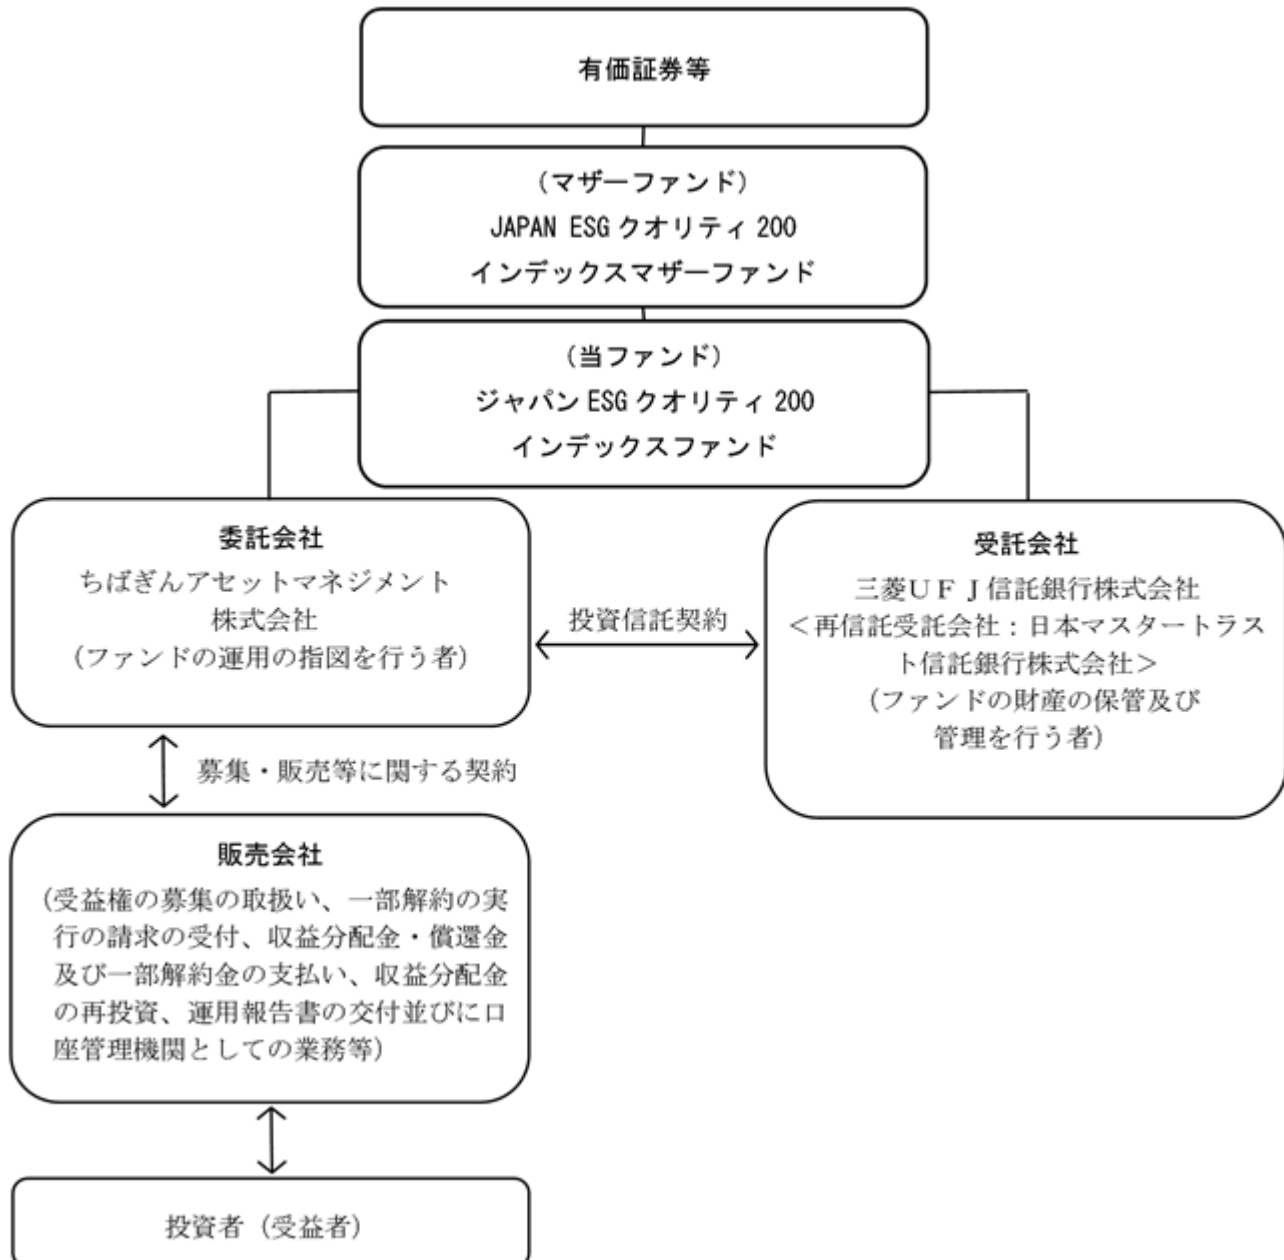 有価証券等
(マザーファンド)
JAPAN ESG クオリティ 200
インデックスマザーファンド
(当ファンド)
ジャパン ESG クオリティ 200
インデックスファンド
委託会社
ちばぎんアセットマネジメント
株式会社
(ファンドの運用の指図を行う者)
投資信託契約
受託会社
三菱UFJ信託銀行株式会社
<再信託受託会社:日本マスタートラス
ト信託銀行株式会社>
(ファンドの財産の保管及び
管理を行う者)
募集・販売等に関する契約
販売会社
(受益権の募集の取扱い、一部解約の実
行の請求の受付、収益分配金・償還金
及び一部解約金の支払い、収益分配金
の再投資、運用報告書の交付並びに口
座管理機関としての業務等)
投資者(受益者)